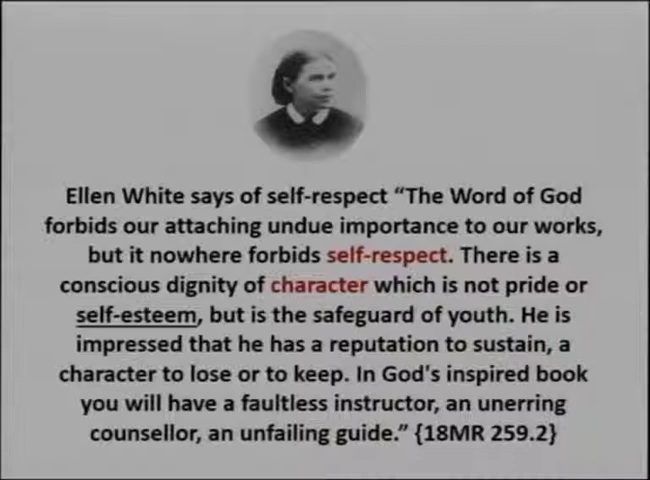 Ellen White says of self-respect “The Word of God
forbids our attaching undue importance to our works,
but it nowhere forbids self-respect. There is a
conscious dignity of character which is not pride or
self-esteem, but is the safeguard of youth. He is
impressed that he has a reputation to sustain, a
character to lose or to keep. In God's inspired book
you will have a faultless instructor, an unerring
counsellor, an unfailing guide.” {18MR 259.2}